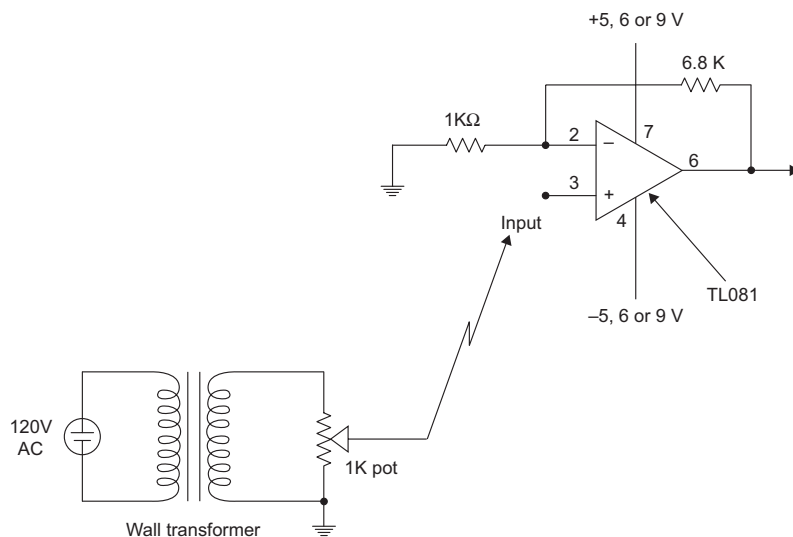 +5, 6 or 9 V
6.8 K
1KΩ
2
7
−
6
3
+
4
Input
TL081
–5, 6 or 9 V
120V
AC
1K pot
Wall transformer